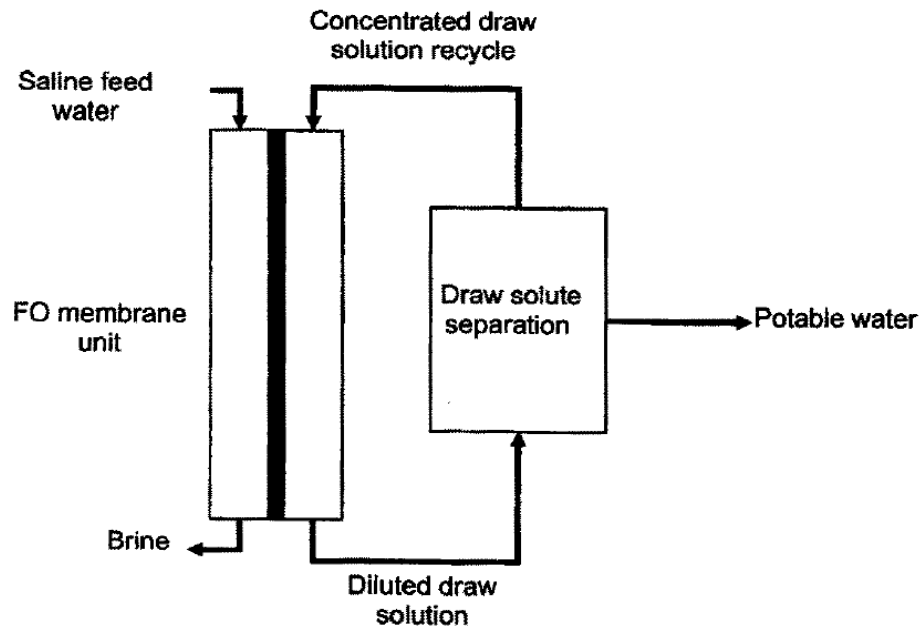 Concentrated draw
solution recycle
Saline feed
water
FO membrane
unit
Draw solute
separation
Potable water
Brine
Diluted draw
solution